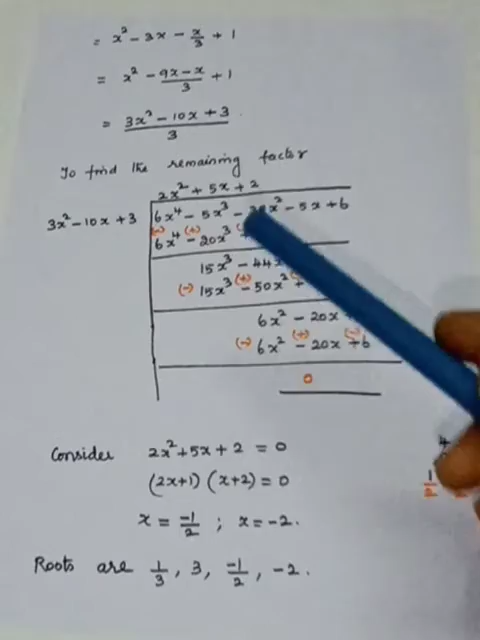 = x² - 3x - x/3 + 1
= x² - (9x - x)/3 + 1
= (3x² - 10x + 3)/3
To find the remaining factor
2x² + 5x + 2
3x² - 10x + 3 | 6x⁴ - 5x³ - x² - 5x + 6
(-) (+)
6x⁴ - 20x³
15x³ - 44x
(-) 15x³ (+) - 50x² +
6x² - 20x
(-) 6x² (+) - 20x (-) + 6
0
Consider 2x² + 5x + 2 = 0
(2x+1) (x+2) = 0
x = -1/2 ; x = -2.
Roots are 1/3, 3, -1/2, -2.